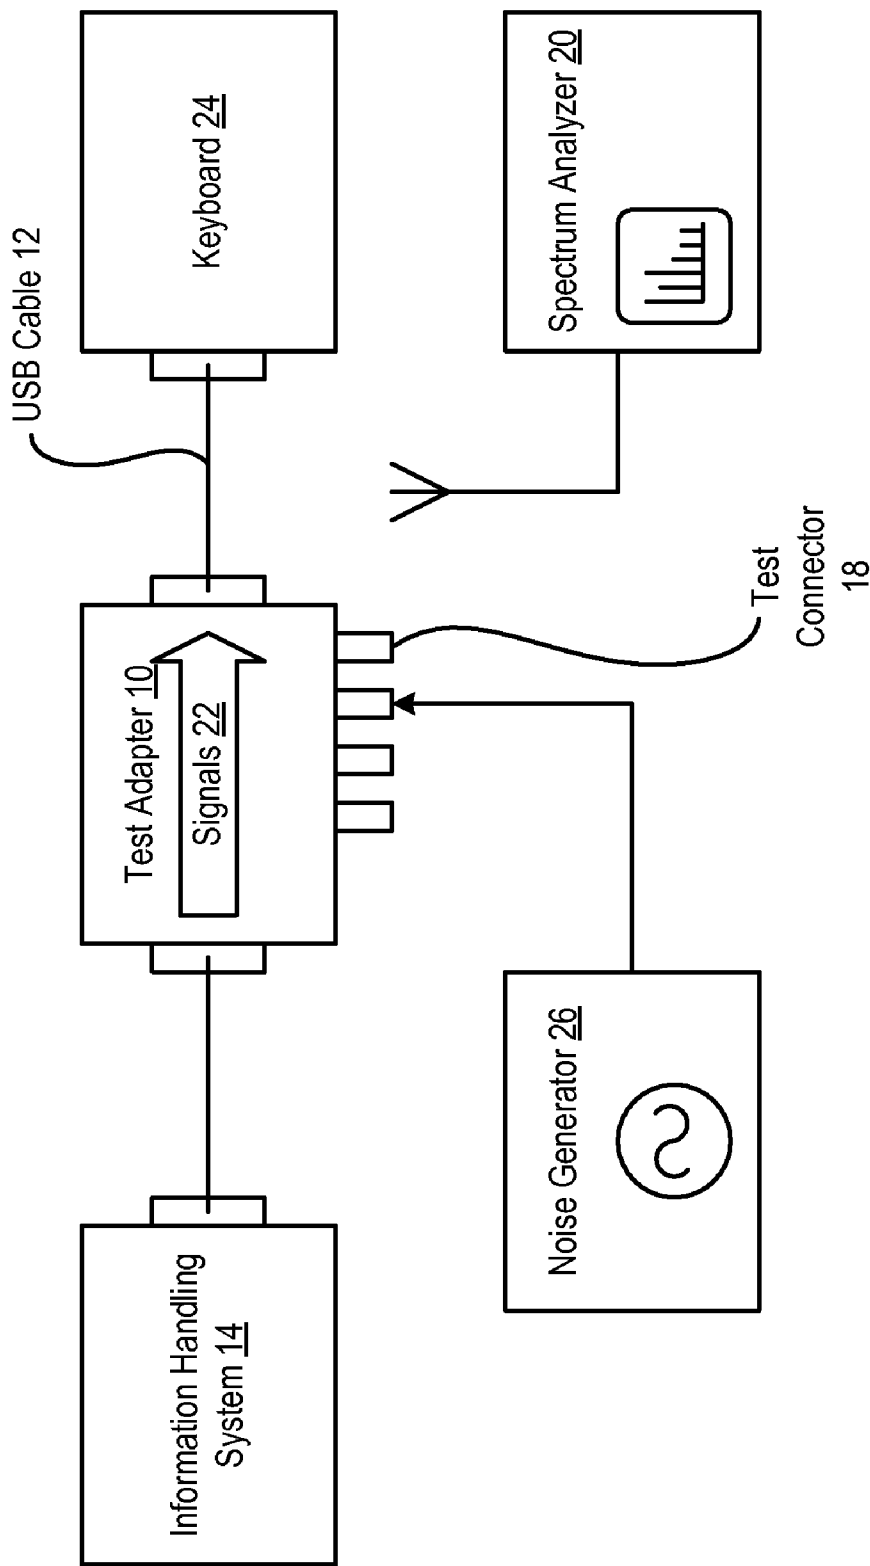 USB Cable 12
Information Handling
System 14
Test Adapter 10
Signals 22
Keyboard 24
Noise Generator 26
Spectrum Analyzer 20
Test
Connector
18